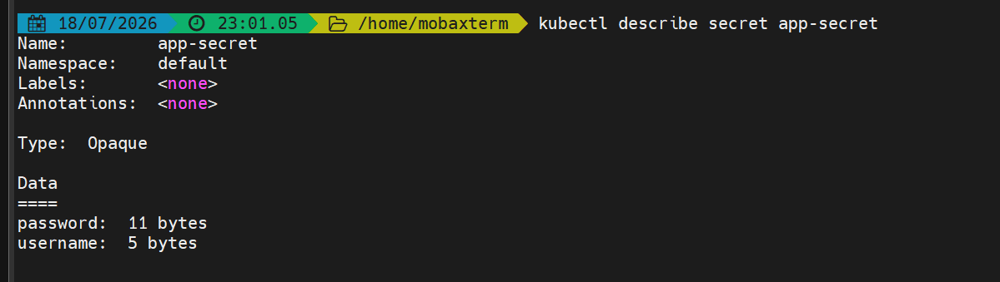 18/07/2026 23:01.05 /home/mobaxterm kubectl describe secret app-secret
Name:         app-secret
Namespace:    default
Labels:       <none>
Annotations:  <none>
Type:  Opaque
Data
====
password:  11 bytes
username:  5 bytes